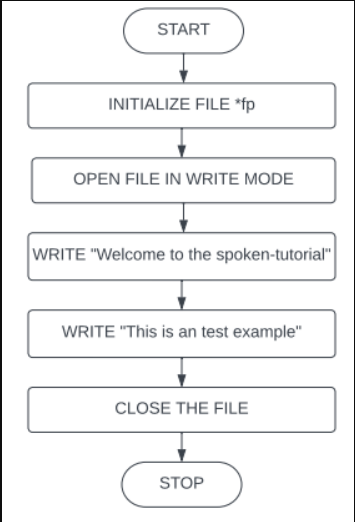 START
INITIALIZE FILE *fp
OPEN FILE IN WRITE MODE
WRITE "Welcome to the spoken-tutorial"
WRITE "This is an test example"
CLOSE THE FILE
STOP